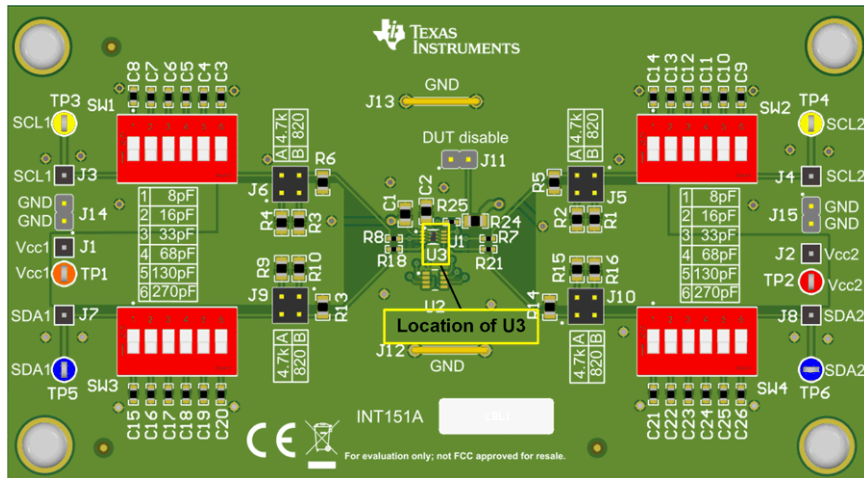 TEXAS
INSTRUMENTS
C8 C7 C6 C5 C4 C3
C14 C13 C12 C11 C10 C9
TP3
SW1
SCL1
GND
J13
A 4.7k
B 820
DUT disable
J11
A 4.7k
B 820
SW2
TP4
SCL2
SCL1
J3
J6
R6
R5
J5
J4
SCL2
GND
GND
J14
1 8pF
2 16pF
3 33pF
4 68pF
5 130pF
6 270pF
R4 R3
C1 C2
R25
R24
R2 R1
1 8pF
2 16pF
3 33pF
4 68pF
5 130pF
6 270pF
GND
GND
J15
Vcc1
J1
R8
R18
U1
U3
R7
R21
J2
Vcc2
Vcc1
TP1
R9 R10
R15 R16
TP2
Vcc2
SDA1
J7
J9
R13
U2
R14
J10
J8
SDA2
Location of U3
4.7k A
820 B
J12
GND
4.7k A
820 B
SDA1
TP5
SW3
SW4
SDA2
TP6
C15 C16 C17 C18 C19 C20
C21 C22 C23 C24 C25 C26
INT151A
CE
For evaluation only; not FCC approved for resale.